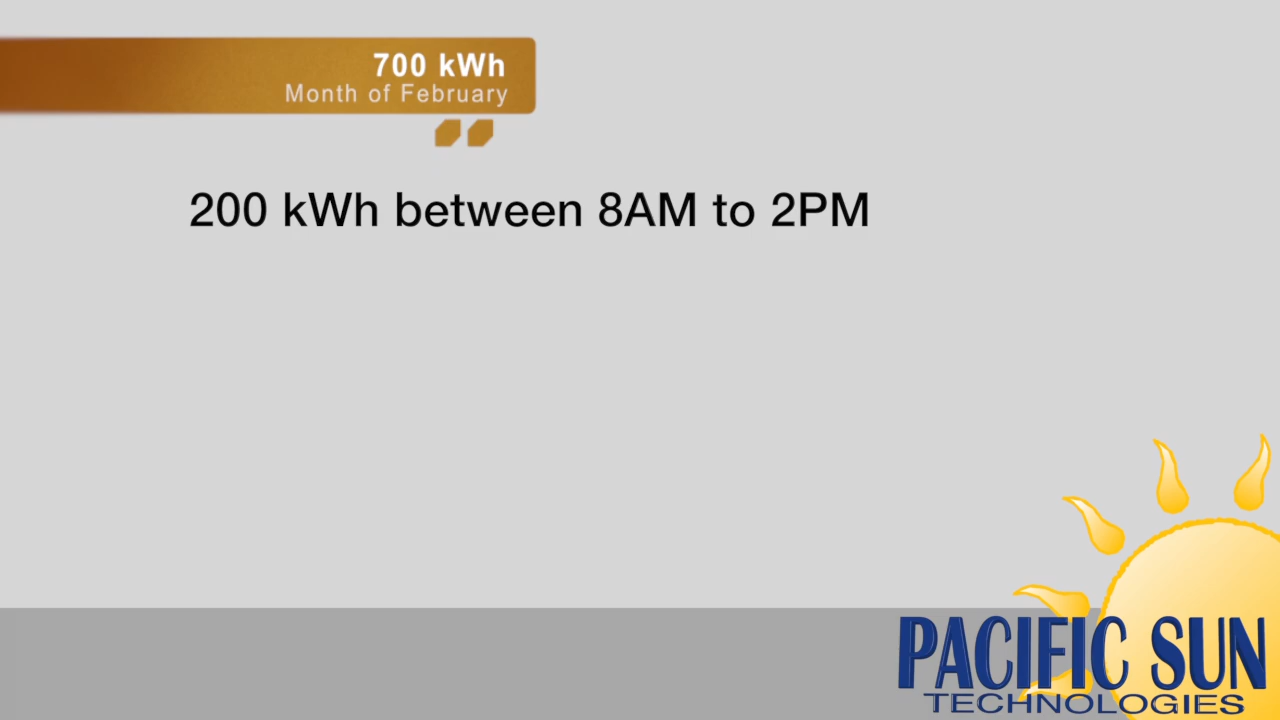 700 kWh
Month of February
200 kWh between 8AM to 2PM
PACIFIC SUN
TECHNOLOGIES